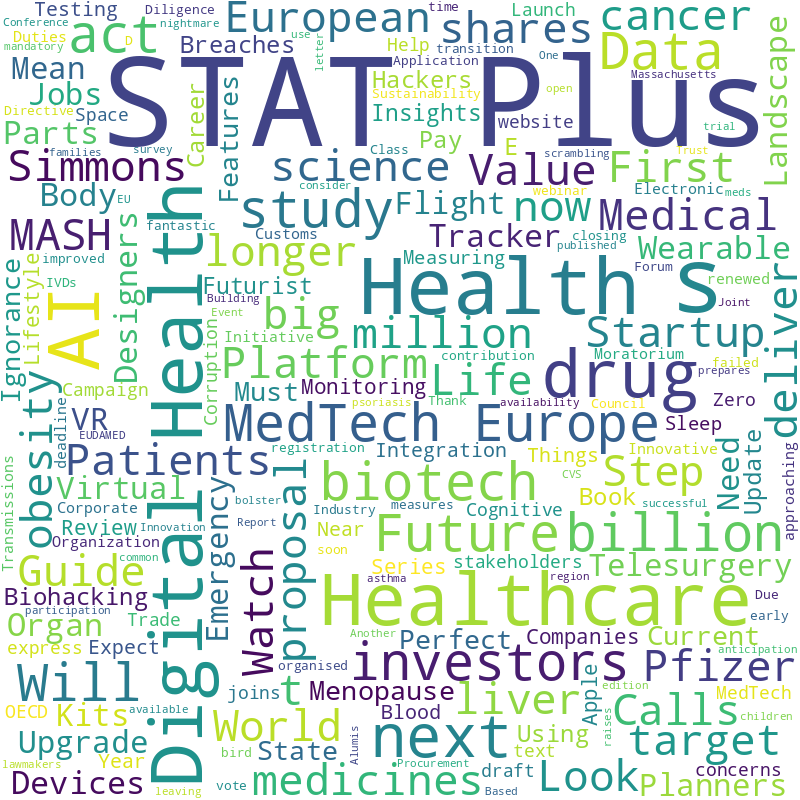 Testing
Conference
Diligence
nightmare
European
time
Launch
cancer
Duties
mandatory
D
act
shares
use
letter
Help
transition
Application
Data
One
open
Landscape
Breaches
STAT Plus
Mean
Hackers
Massachusetts
Jobs
Space
Career
Features
Sustainability
Insights
website
Directive
Parts
families
survey
Pay
Class
E
scrambling
trial
trust
First
Simmons
science
Value
consider
webinar
Electronic
meds
Body
EU
fantastic
study
Flight
now
Medical
MASH
Designers
Customs
longer
Tracker
closing
published
Measuring
Wearable
improved
Futurist
Forum
renewed
IVDs
Health s
Building
Event
Joint
Ignorance
Lifestyle
AI
Digital Health
Corruption
Initiative
big
million
Startup
deliver
contribution
Moratorium
failed
prepares
Platform
Life
drug
Campaign
Must
Monitoring
Thank
psoriasis
availability
Council
Zero
obesity
deadline
VR
EUDAMED
MedTech Europe
Sleep
Patients
registration
Integration
Things
Innovative
Need
Update
approaching
Transmissions
Virtual
proposal
biotech
Book
Step
CVS
Corporate
bolster
Industry
measures
Cognitive
successful
Review
Innovation
Report
Near
Future
billion
Organization
common
soon
stakeholders
Guide
Emergency
Series
Telesurgery
Biohacking
asthma
region
participation
Watch
Healthcare
Due
early
Organ
Trade
Another
Perfect
Companies
Current
express
Expect
organised
investors
anticipation
Will
t
joins
Menopause
liver
Apple
edition
Pfizer
MedTech
OECD
Kits
available
World
Blood
Using
raises
Calls
children
Upgrade
bird
State
Alumis
next
text
target
lawmakers
Year
vote
Procurement
draft
concerns
Devices
leaving
medicines
Based
Look
Planners